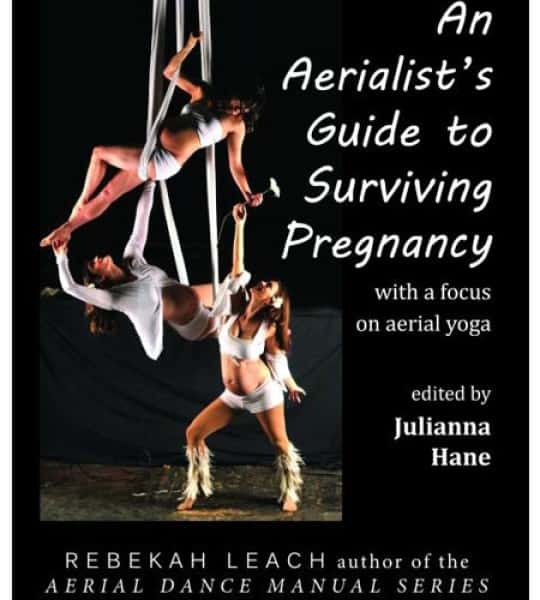 An
Aerialist's
Guide to
Surviving
Pregnancy
with a focus
on aerial yoga
edited by
Julianna
Hane
REBEKAH LEACH author of the
AERIAL DANCE MANUAL SERIES